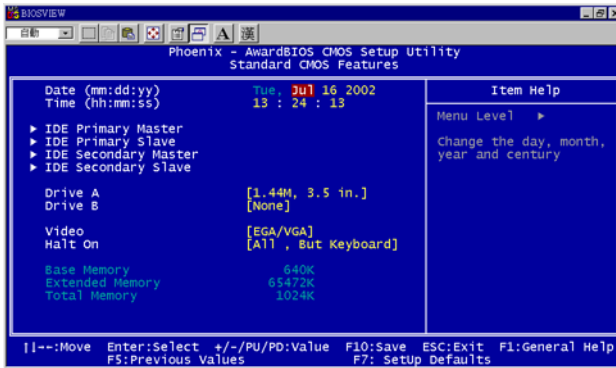 BIOSVIEW
自動 A 漢
Phoenix - AwardBIOS CMOS Setup Utility
Standard CMOS Features
Date (mm:dd:yy) Tue, Jul 16 2002
Time (hh:mm:ss) 13 : 24 : 13
IDE Primary Master
IDE Primary Slave
IDE Secondary Master
IDE Secondary Slave
Drive A [1.44M, 3.5 in.]
Drive B [None]
Video [EGA/VGA]
Halt On [All , But Keyboard]
Base Memory 640K
Extended Memory 65472K
Total Memory 1024K
Item Help
Menu Level
Change the day, month,
year and century
:Move Enter:Select +/-/PU/PD:Value F10:Save ESC:Exit F1:General Help
F5:Previous Values F7: SetUp Defaults